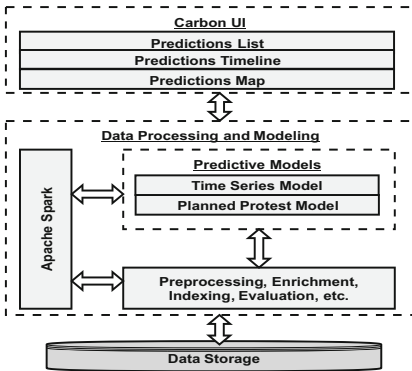 Carbon UI
Predictions List
Predictions Timeline
Predictions Map
Data Processing and Modeling
Apache Spark
Predictive Models
Time Series Model
Planned Protest Model
Preprocessing, Enrichment,
Indexing, Evaluation, etc.
Data Storage